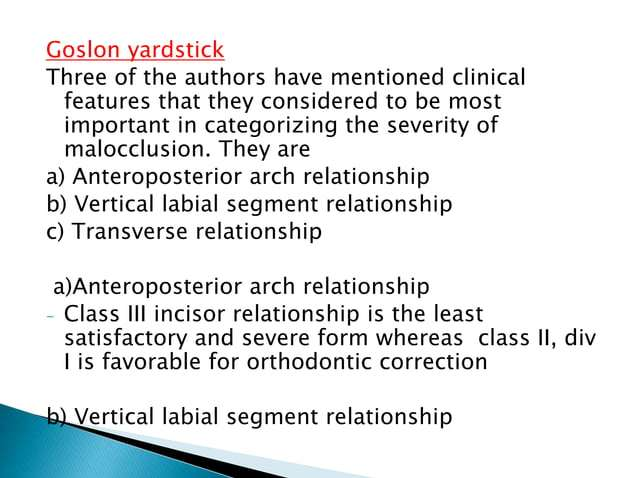 Goslon yardstick
Three of the authors have mentioned clinical
features that they considered to be most
important in categorizing the severity of
malocclusion. They are
a) Anteroposterior arch relationship
b) Vertical labial segment relationship
c) Transverse relationship
a)Anteroposterior arch relationship
- Class III incisor relationship is the least
satisfactory and severe form whereas class II, div
I is favorable for orthodontic correction
b) Vertical labial segment relationship